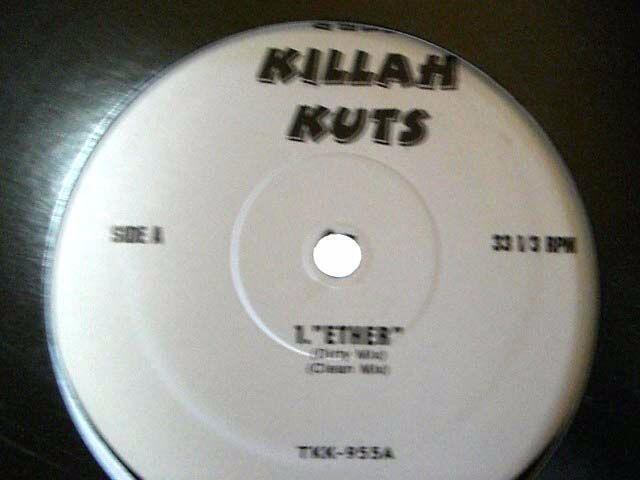 KILLAH
KUTS
SIDE A
33 1/3 RPM
1. "ETHER"
(Dirty Mix)
(Clean Mix)
TKK-955A